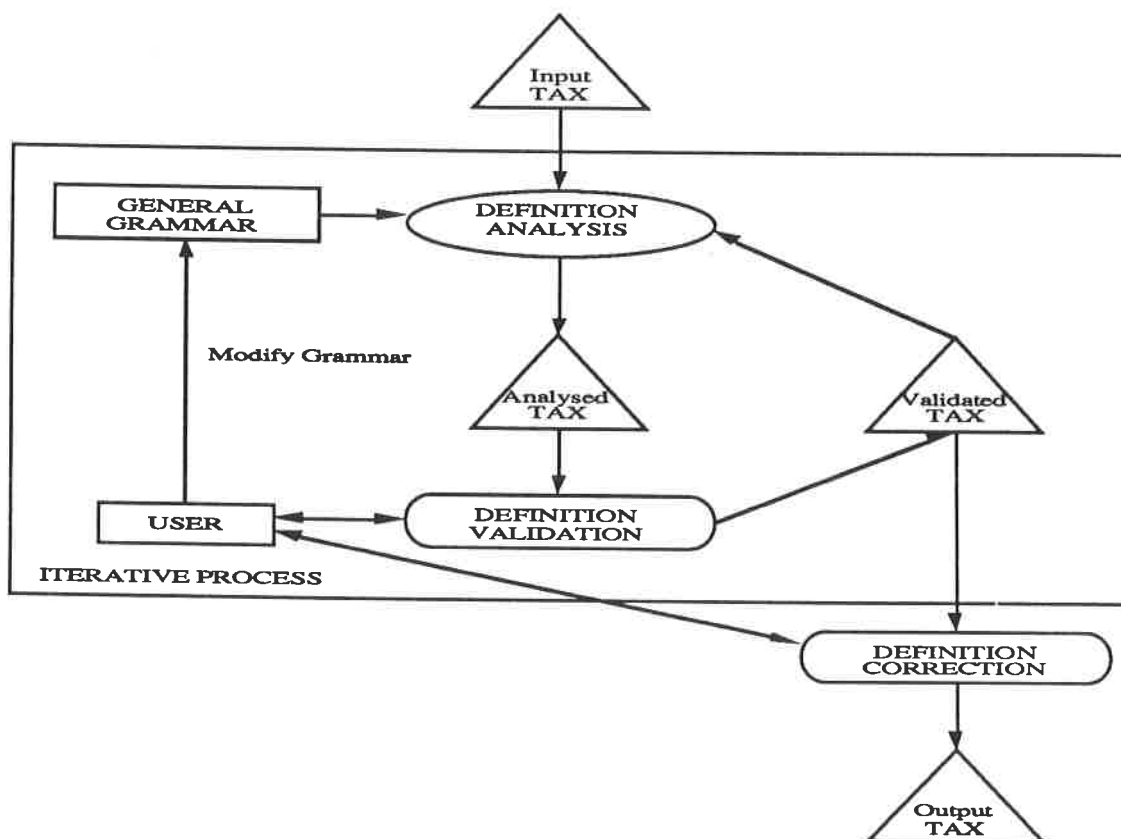 Input
TAX
GENERAL
GRAMMAR
DEFINITION
ANALYSIS
Modify Grammar
Analysed
TAX
Validated
TAX
USER
DEFINITION
VALIDATION
ITERATIVE PROCESS
DEFINITION
CORRECTION
Output
TAX